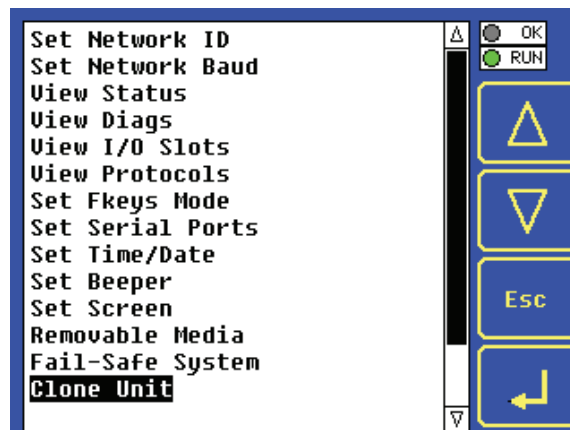 Set Network ID
Set Network Baud
View Status
View Diags
View I/O Slots
View Protocols
Set Fkeys Mode
Set Serial Ports
Set Time/Date
Set Beeper
Set Screen
Removable Media
Fail-Safe System
Clone Unit
OK
RUN
Esc